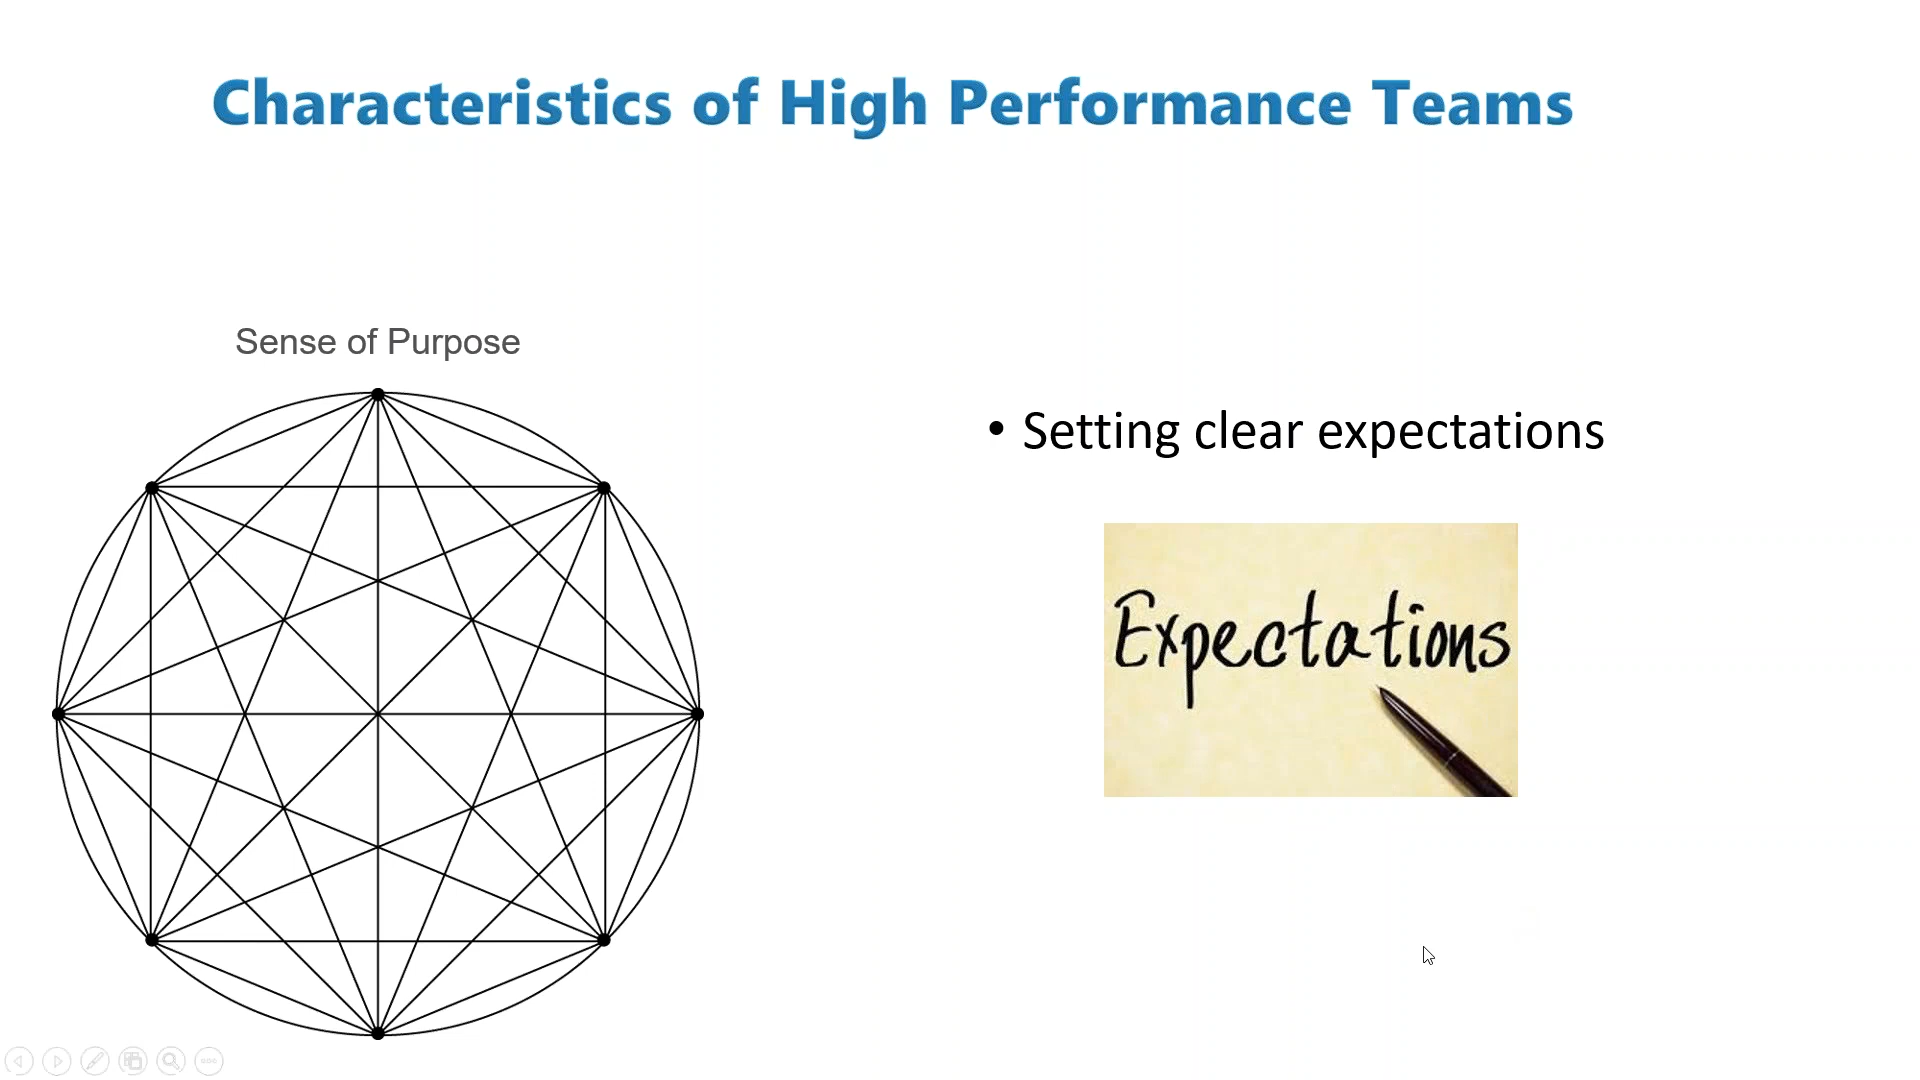 Characteristics of High Performance Teams
Sense of Purpose
• Setting clear expectations
Expectations